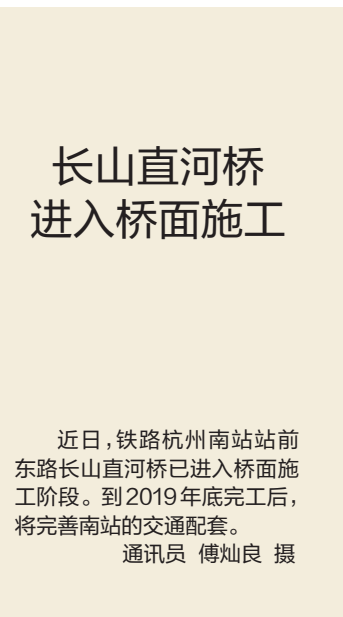 长山直河桥
进入桥面施工
近日,铁路杭州南站站前
东路长山直河桥已进入桥面施
工阶段。到2019年底完工后,
将完善南站的交通配套。
通讯员 傅灿良 摄